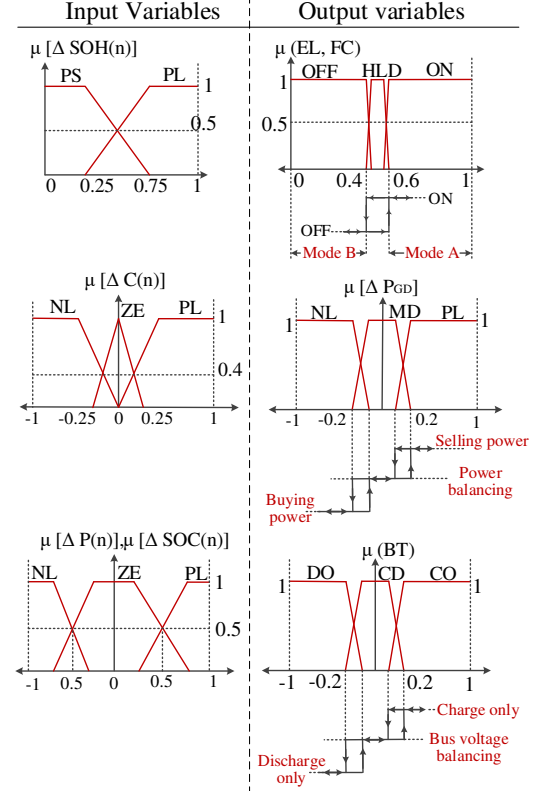 Input Variables
Output variables
μ [Δ SOH(n)]
PS PL 1
0.5
0 0.25 0.75 1
μ (EL, FC)
1 OFF HLD ON
0.5
0 0.4 0.6 1
ON
OFF
Mode B Mode A
μ [Δ C(n)]
NL ZE PL 1
0.4
-1 -0.25 0 0.25 1
μ [Δ PGD]
1 NL MD PL 1
-1 -0.2 0.2 1
Selling power
Power
balancing
Buying
power
μ [Δ P(n)],μ [Δ SOC(n)]
NL ZE PL 1
0.5
-1 0.5 0 0.5 1
μ (BT)
1 DO CD CO 1
-1 -0.2 0.2 1
Charge only
Bus voltage
balancing
Discharge
only